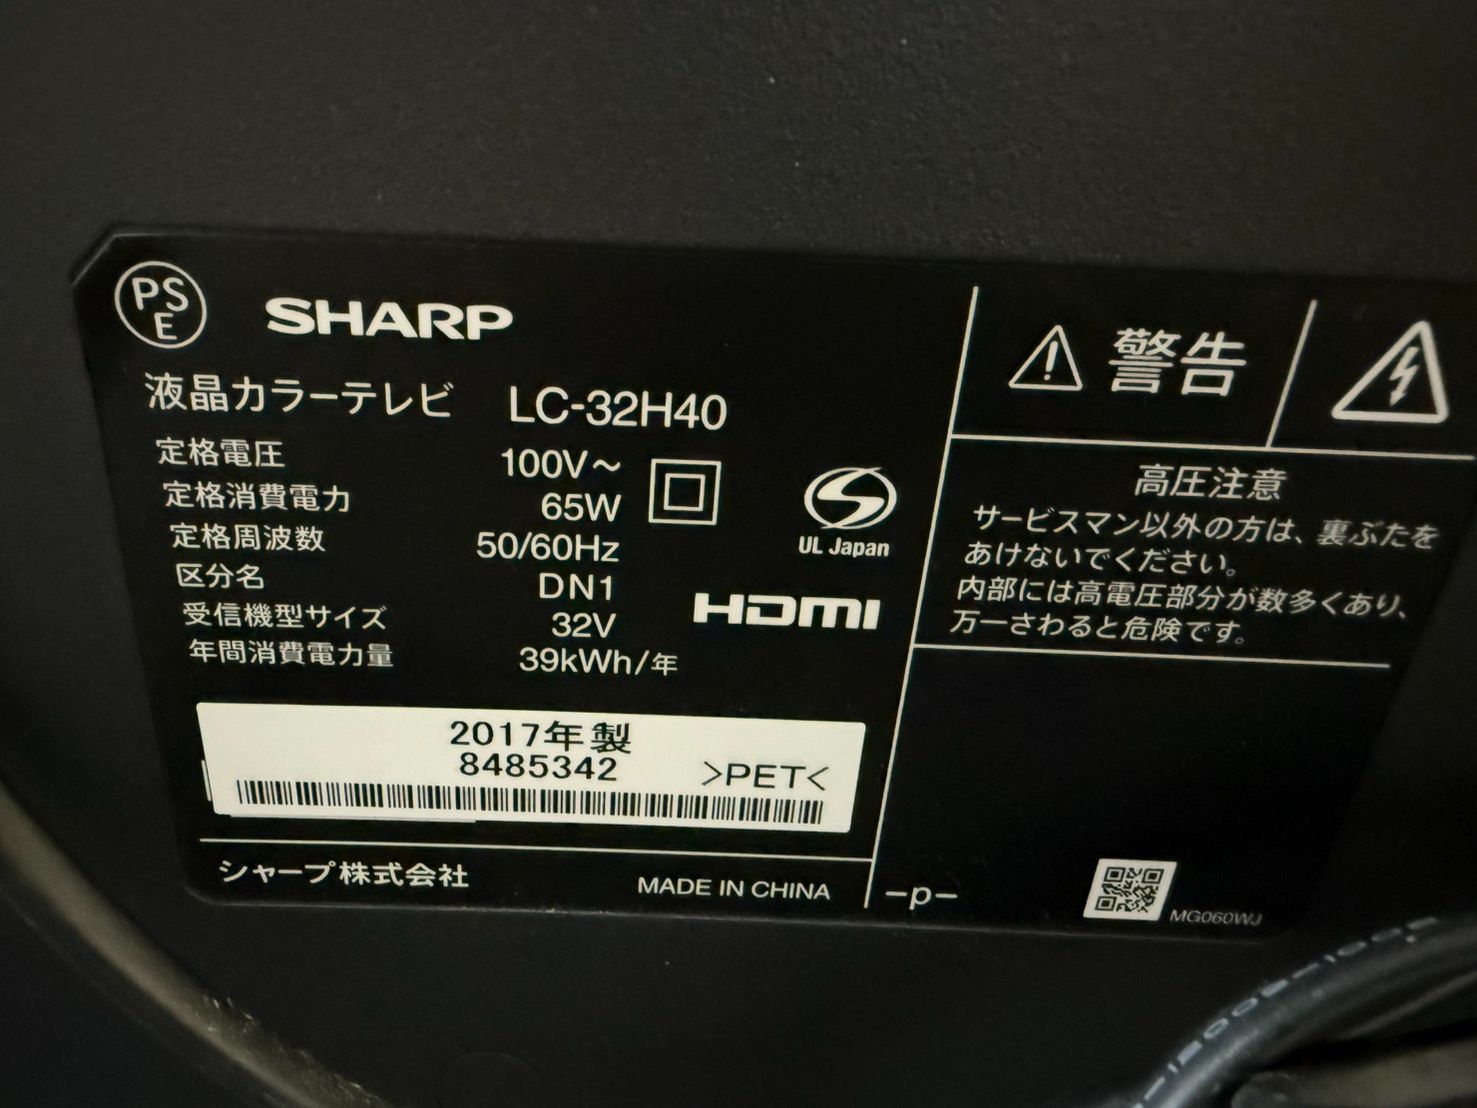 PS
E
SHARP
液晶カラーテレビ LC-32H40
定格電圧 100V～
定格消費電力 65W
定格周波数 50/60Hz
区分名 DN1
受信機型サイズ 32V
年間消費電力量 39kWh/年
UL Japan
HDMI
2017年製
8485342
>PET<
シャープ株式会社
MADE IN CHINA
警告
高圧注意
サービスマン以外の方は、裏ぶたを
あけないでください。
内部には高電圧部分が数多くあり、
万一さわると危険です。
-p-
MG060WJ